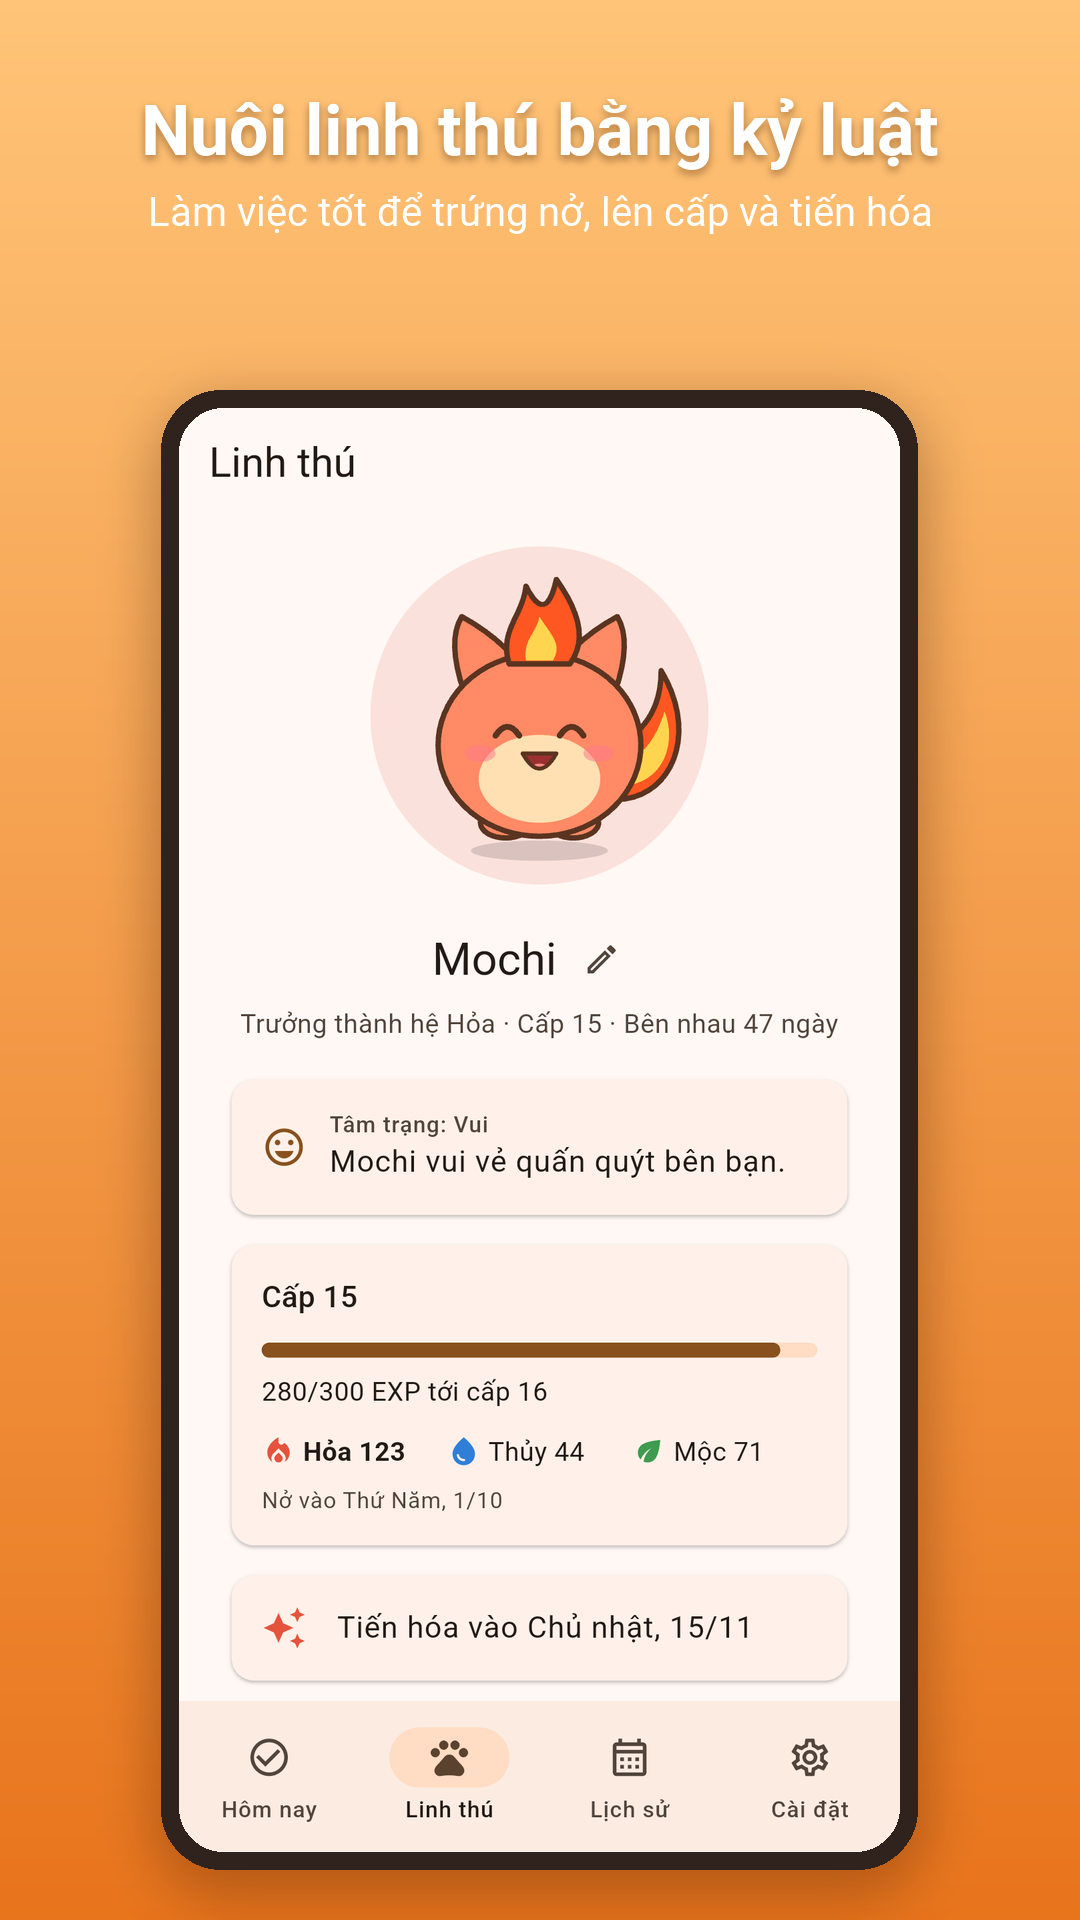 Nuôi linh thú bằng kỷ luật
Làm việc tốt để trứng nở, lên cấp và tiến hóa
Linh thú
Mochi
Trưởng thành hệ Hỏa · Cấp 15 · Bên nhau 47 ngày
Tâm trạng: Vui
Mochi vui vẻ quấn quýt bên bạn.
Cấp 15
280/300 EXP tới cấp 16
Hỏa 123 Thủy 44 Mộc 71
Nở vào Thứ Năm, 1/10
Tiến hóa vào Chủ nhật, 15/11
Hôm nay Linh thú Lịch sử Cài đặt